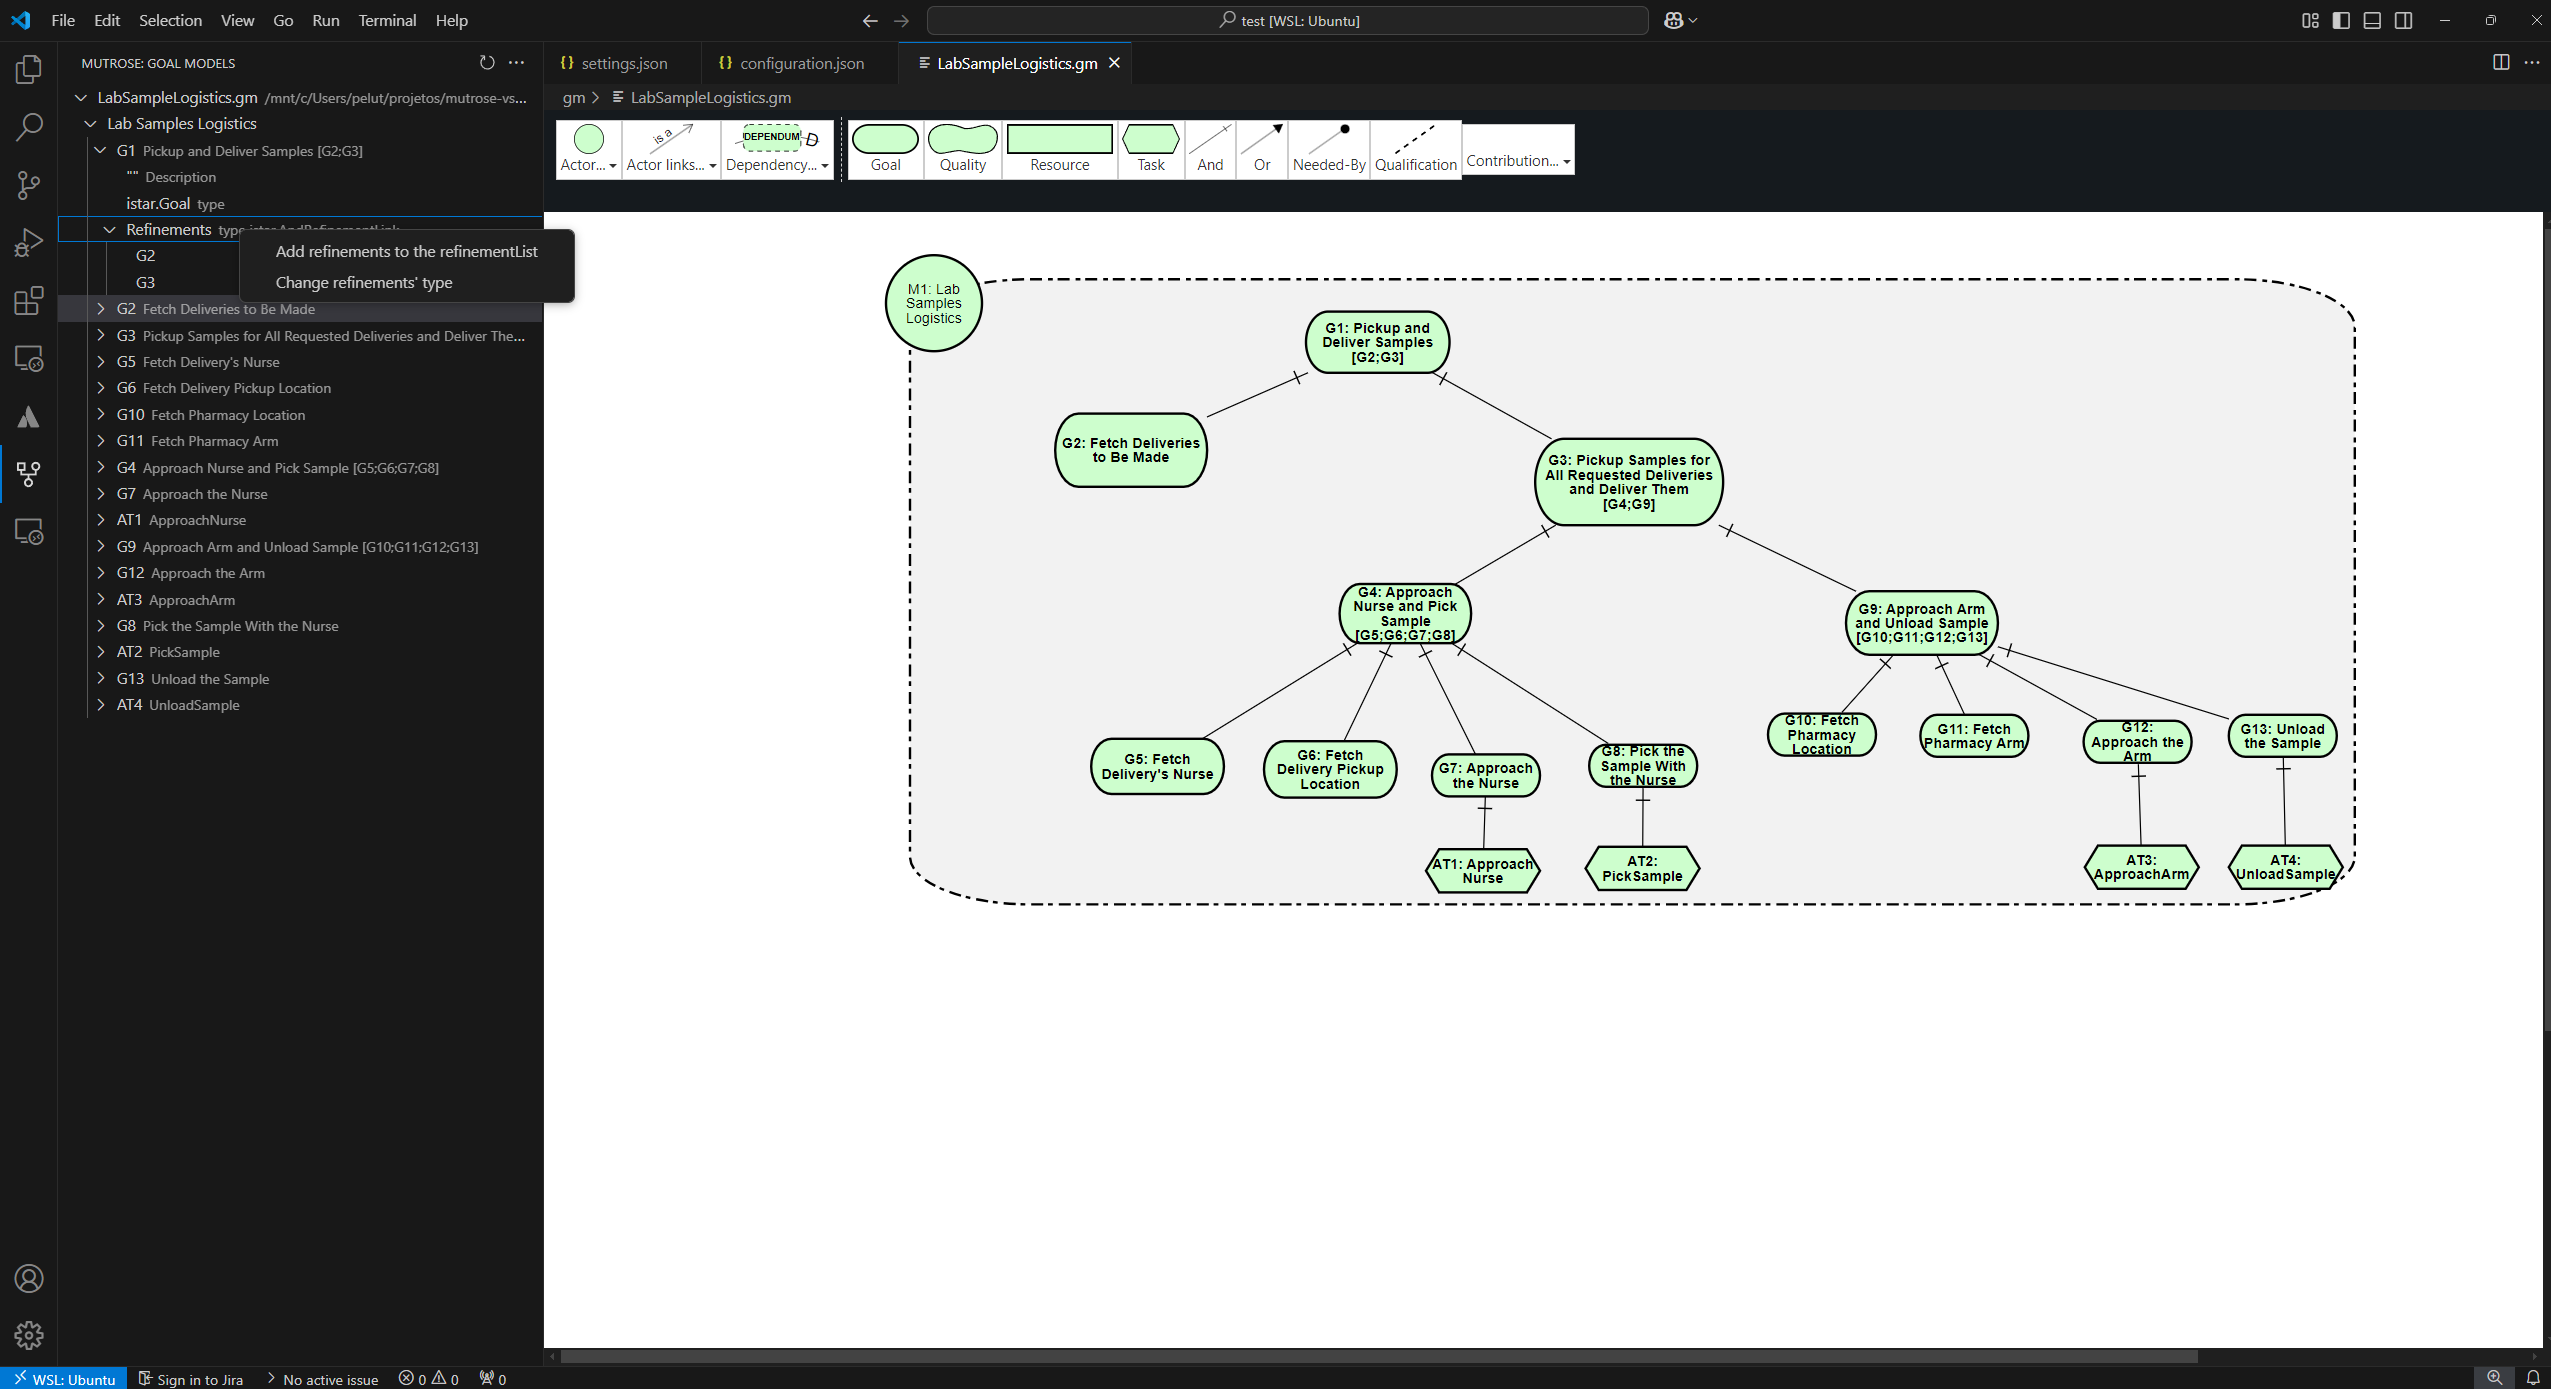 File Edit Selection View Go Run Terminal Help
test [WSL: Ubuntu]
MUTROSE: GOAL MODELS
LabSampleLogistics.gm /mnt/c/Users/pelut/projetos/mutrose-vs...
Lab Samples Logistics
G1 Pickup and Deliver Samples [G2;G3]
"" Description
istar.Goal type
Refinements
G2
G3
Add refinements to the refinementList
Change refinements' type
G2 Fetch Deliveries to Be Made
G3 Pickup Samples for All Requested Deliveries and Deliver The...
G5 Fetch Delivery's Nurse
G6 Fetch Delivery Pickup Location
G10 Fetch Pharmacy Location
G11 Fetch Pharmacy Arm
G4 Approach Nurse and Pick Sample [G5;G6;G7;G8]
G7 Approach the Nurse
AT1 ApproachNurse
G9 Approach Arm and Unload Sample [G10;G11;G12;G13]
G12 Approach the Arm
AT3 ApproachArm
G8 Pick the Sample With the Nurse
AT2 PickSample
G13 Unload the Sample
AT4 UnloadSample
settings.json
configuration.json
LabSampleLogistics.gm
gm > LabSampleLogistics.gm
is a
DEPENDUM
D
Actor...
Actor links...
Dependency...
Goal
Quality
Resource
Task
And
Or
Needed-By
Qualification
Contribution...
M1: Lab
Samples
Logistics
G1: Pickup and
Deliver Samples
[G2;G3]
G2: Fetch Deliveries
to Be Made
G3: Pickup Samples for
All Requested Deliveries
and Deliver Them
[G4;G9]
G4: Approach
Nurse and Pick
Sample
[G5;G6;G7;G8]
G9: Approach Arm
and Unload Sample
[G10;G11;G12;G13]
G5: Fetch
Delivery's Nurse
G6: Fetch
Delivery Pickup
Location
G7: Approach
the Nurse
G8: Pick the
Sample With
the Nurse
G10: Fetch
Pharmacy
Location
G11: Fetch
Pharmacy Arm
G12:
Approach the
Arm
G13: Unload
the Sample
AT1: Approach
Nurse
AT2:
PickSample
AT3:
ApproachArm
AT4:
UnloadSample
WSL: Ubuntu
Sign in to Jira
No active issue
0
0
0